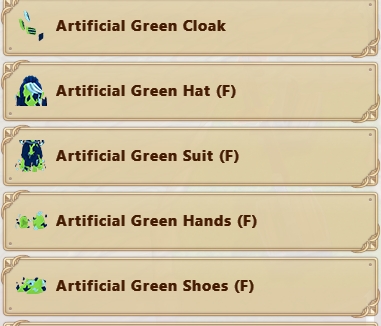 Artificial Green Cloak
Artificial Green Hat (F)
Artificial Green Suit (F)
Artificial Green Hands (F)
Artificial Green Shoes (F)